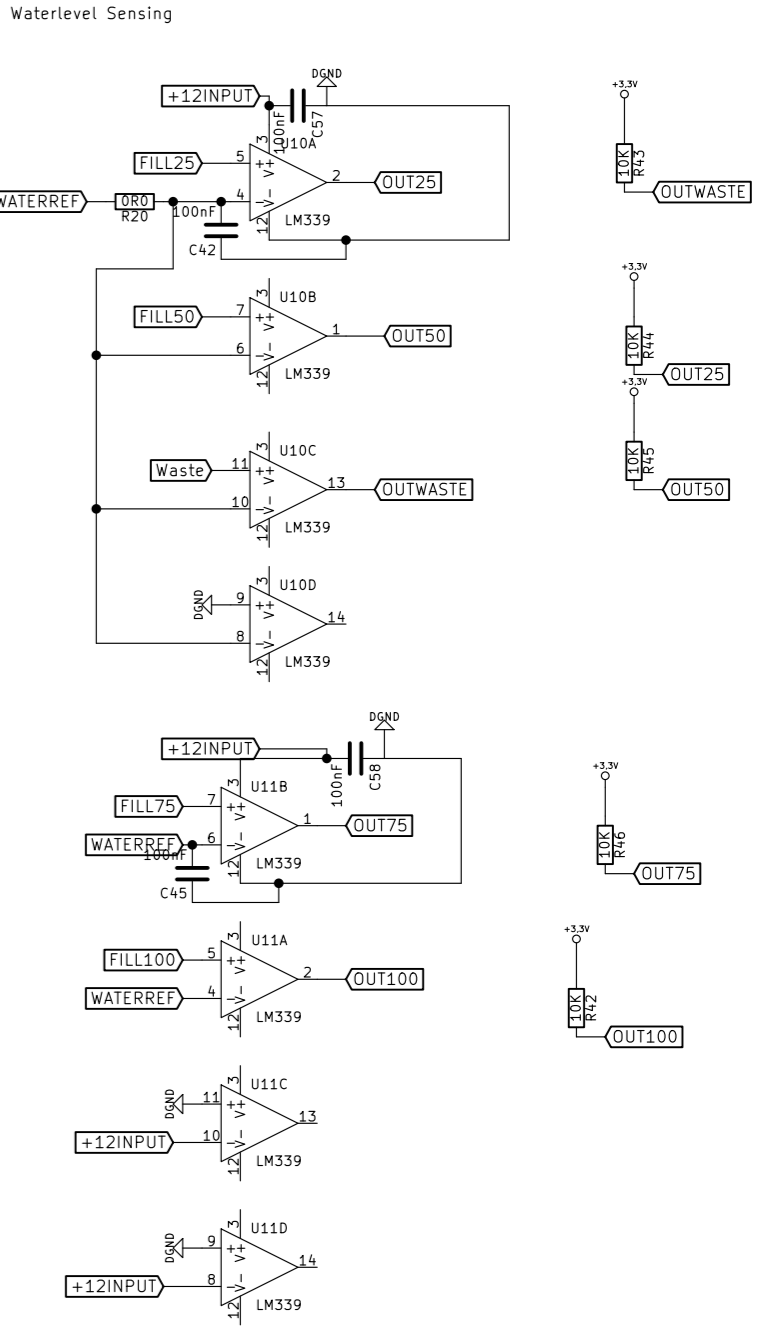 Waterlevel Sensing
DGND
+12INPUT
100nF
C57
+3,3V
10K
R43
OUTWASTE
3
U10A
FILL25
5
++
V
2
OUT25
WATERREF
0R0
R20
100nF
4
-V-
12
LM339
C42
+3,3V
10K
R44
OUT25
3
U10B
FILL50
7
++
V
1
OUT50
6
-V-
12
LM339
+3,3V
10K
R45
OUT50
3
U10C
Waste
11
++
V
13
OUTWASTE
10
-V-
12
LM339
3
U10D
DGND
9
++
V
14
8
-V-
12
LM339
DGND
+12INPUT
100nF
C58
+3,3V
10K
R46
OUT75
3
U11B
FILL75
7
++
V
1
OUT75
WATERREF
100nF
6
-V-
12
LM339
C45
+3,3V
10K
R42
OUT100
3
U11A
FILL100
5
++
V
2
OUT100
WATERREF
4
-V-
12
LM339
3
U11C
DGND
11
++
V
13
+12INPUT
10
-V-
12
LM339
3
U11D
DGND
9
++
V
14
+12INPUT
8
-V-
12
LM339